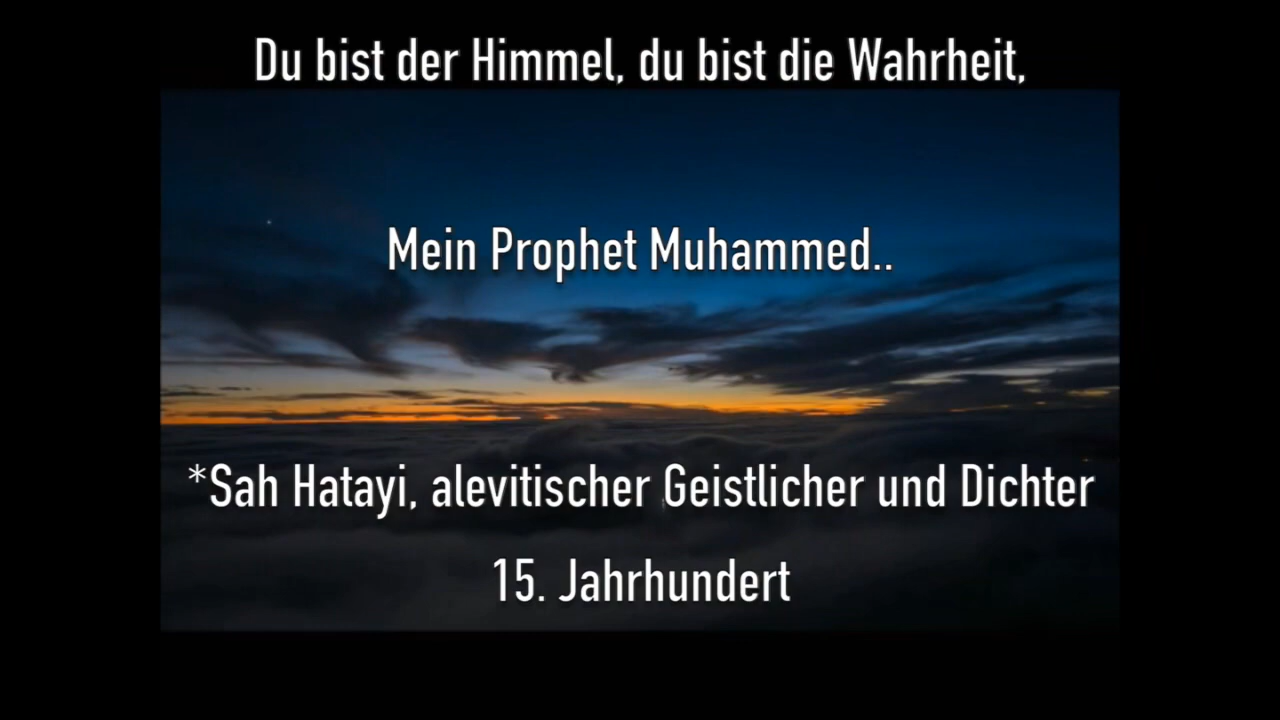 Du bist der Himmel, du bist die Wahrheit,
Mein Prophet Muhammed..
*Sah Hatayi, alevitischer Geistlicher und Dichter
15. Jahrhundert